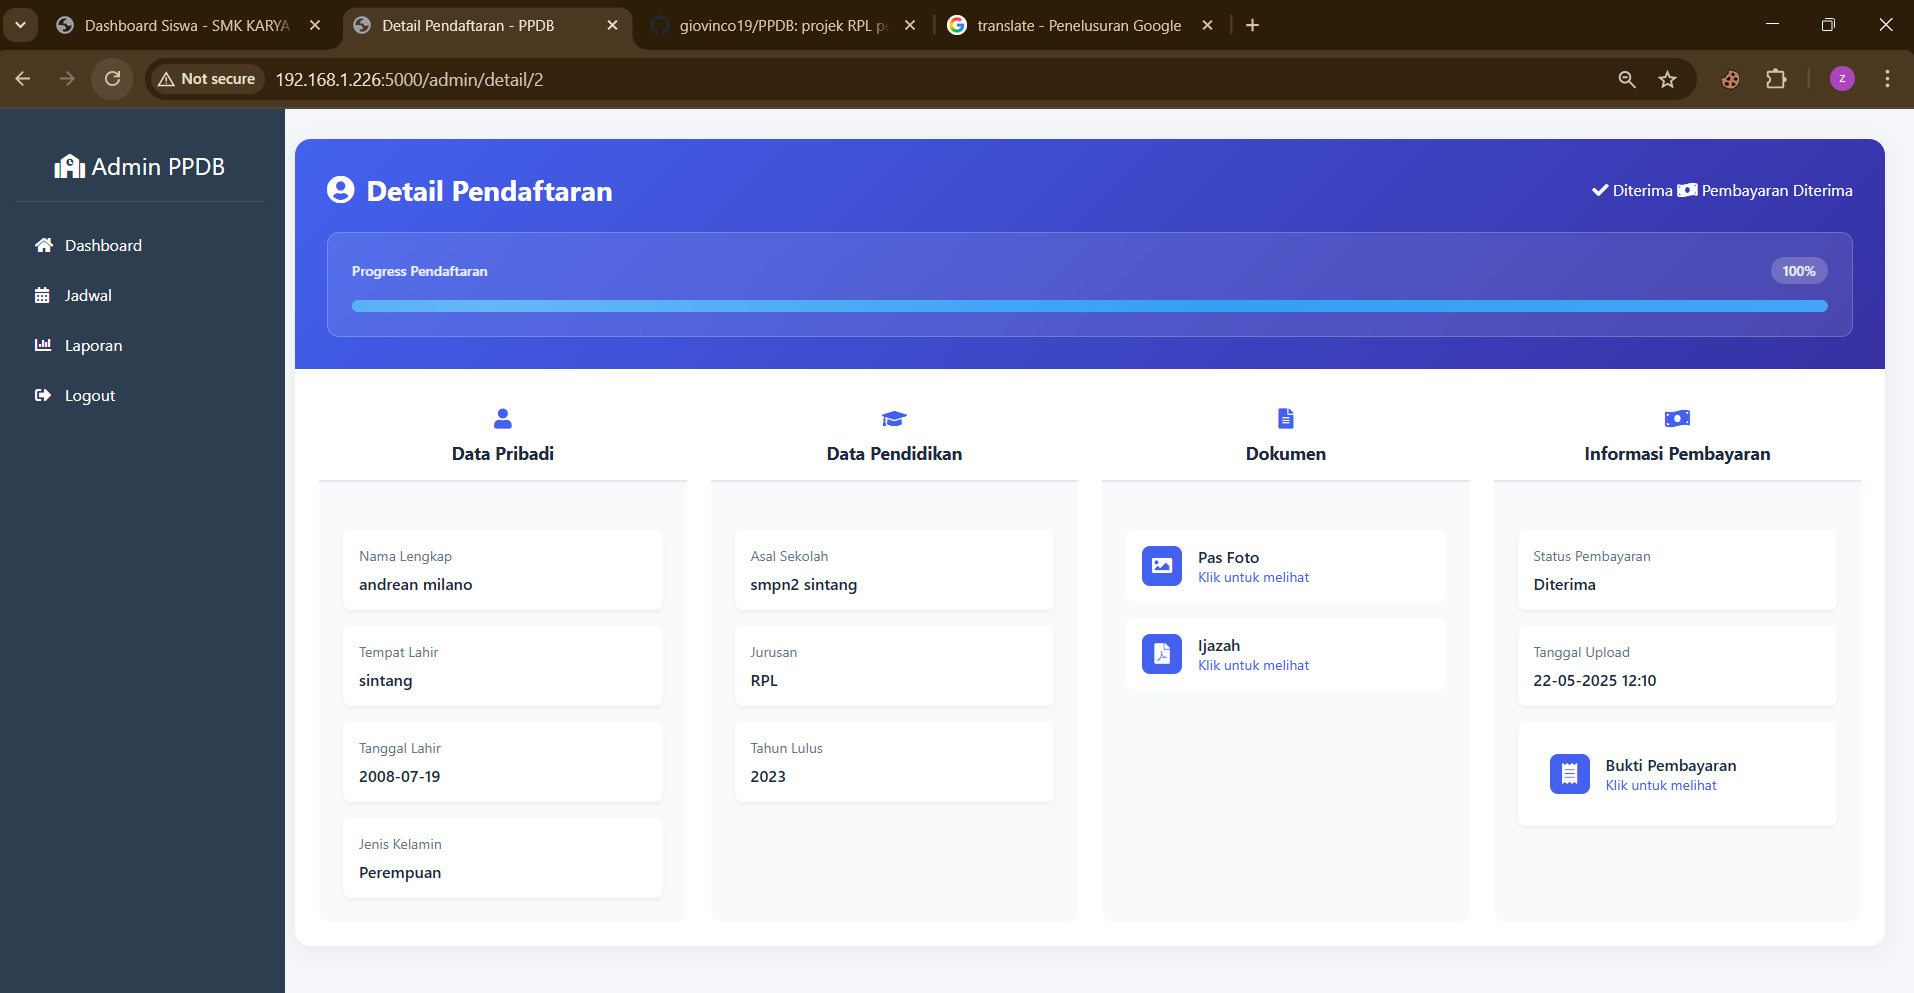 Dashboard Siswa - SMK KARYA
Detail Pendaftaran - PPDB
giovinco19/PPDB: projek RPL pe
translate - Penelusuran Google
Not secure
192.168.1.226:5000/admin/detail/2
z
Admin PPDB
Dashboard
Jadwal
Laporan
Logout
Detail Pendaftaran
Diterima Pembayaran Diterima
Progress Pendaftaran
100%
Data Pribadi
Nama Lengkap
andrean milano
Tempat Lahir
sintang
Tanggal Lahir
2008-07-19
Jenis Kelamin
Perempuan
Data Pendidikan
Asal Sekolah
smpn2 sintang
Jurusan
RPL
Tahun Lulus
2023
Dokumen
Pas Foto
Klik untuk melihat
Ijazah
Klik untuk melihat
Informasi Pembayaran
Status Pembayaran
Diterima
Tanggal Upload
22-05-2025 12:10
Bukti Pembayaran
Klik untuk melihat